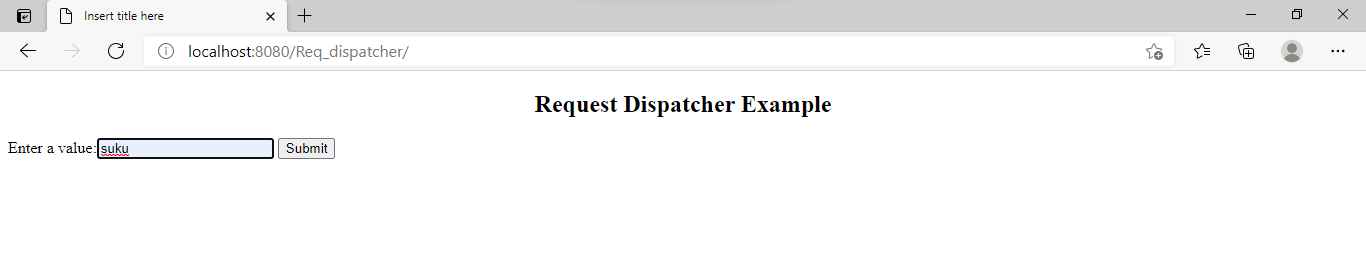 Insert title here
localhost:8080/Req_dispatcher/
Request Dispatcher Example
Enter a value: suku Submit